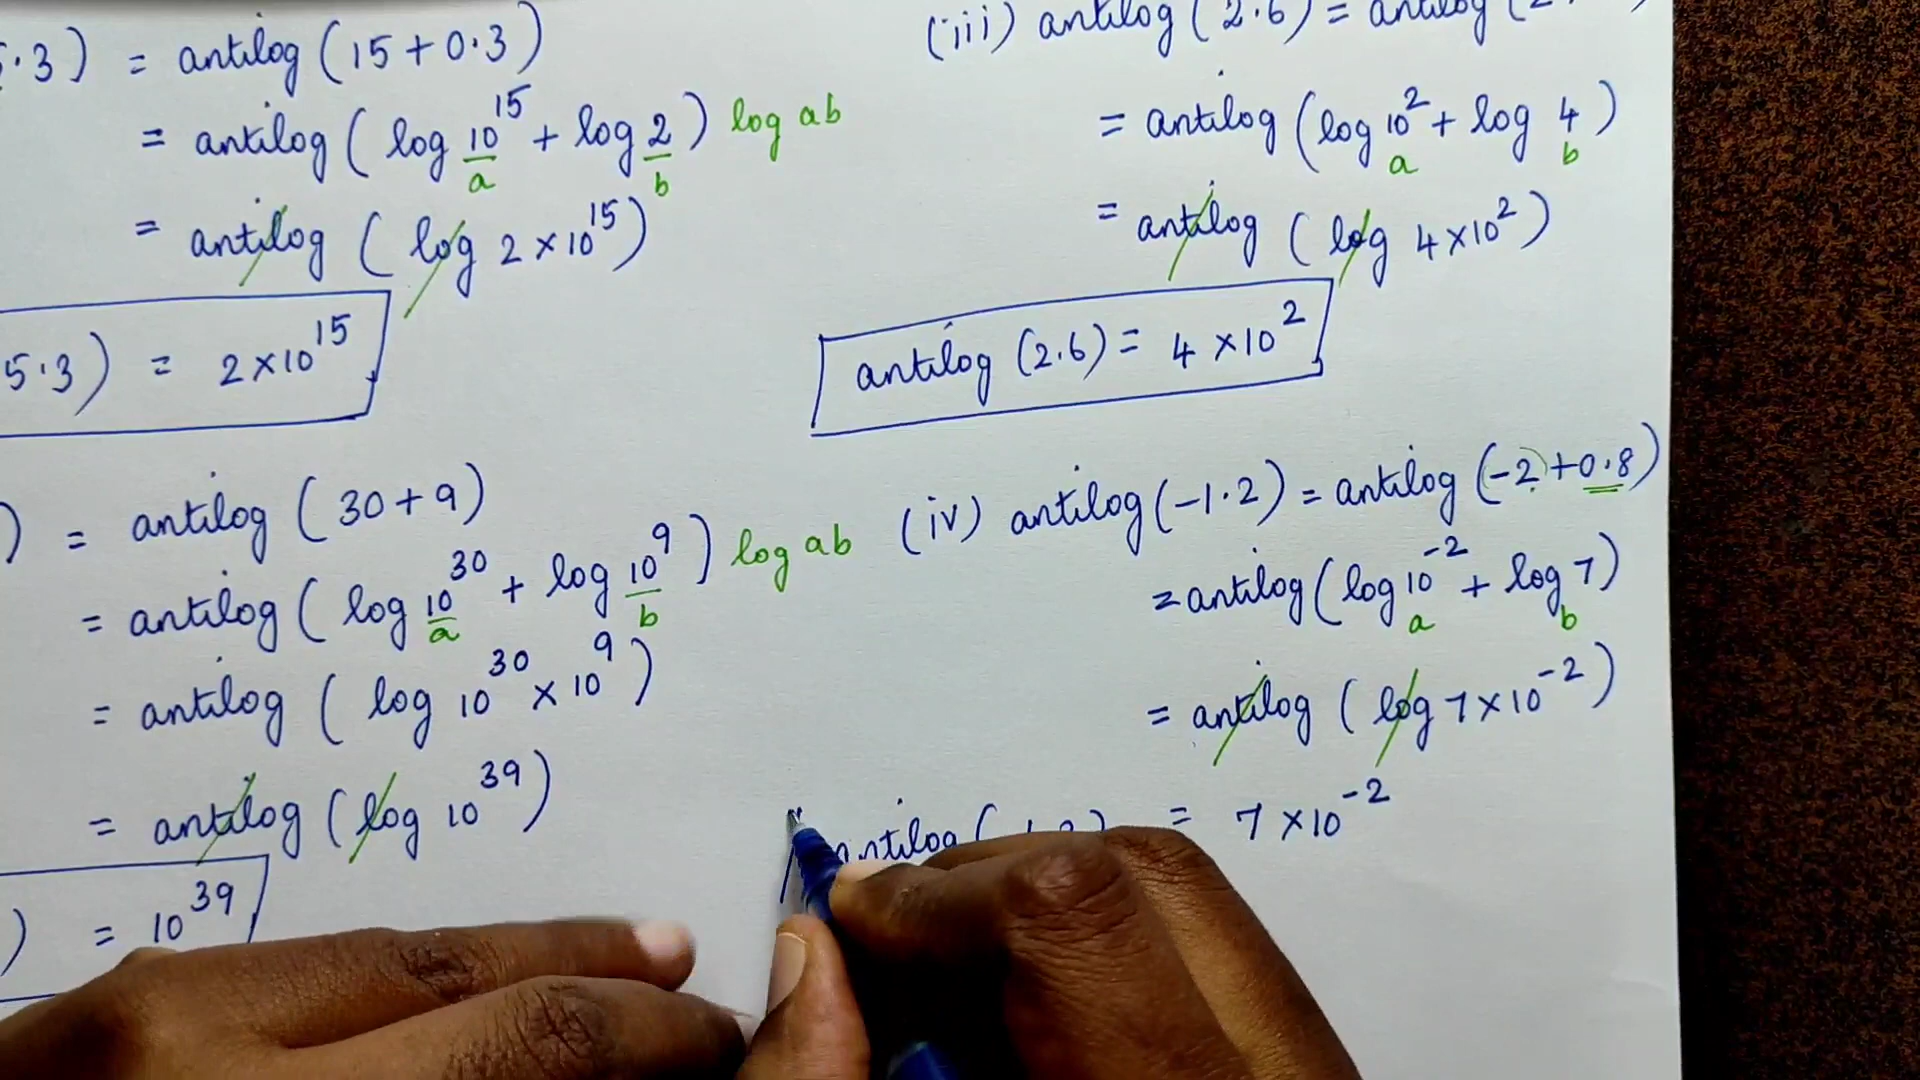 5.3) = antilog (15 + 0.3)
= antilog ( log 10^15 + log 2 ) log ab
a b
= antilog ( log 2 × 10^15 )
5.3) = 2 × 10^15
) = antilog ( 30 + 9 )
= antilog ( log 10^30 + log 10^9 ) log ab
a b
= antilog ( log 10^30 × 10^9 )
= antilog ( log 10^39 )
) = 10^39
(iii) antilog ( 2.6 ) = antilog (
= antilog ( log 10^2 + log 4 )
a b
= antilog ( log 4 × 10^2 )
antilog (2.6) = 4 × 10^2
(iv) antilog (-1.2) = antilog (-2 + 0.8)
= antilog ( log 10^-2 + log 7 )
a b
= antilog ( log 7 × 10^-2 )
antilog ( = 7 × 10^-2